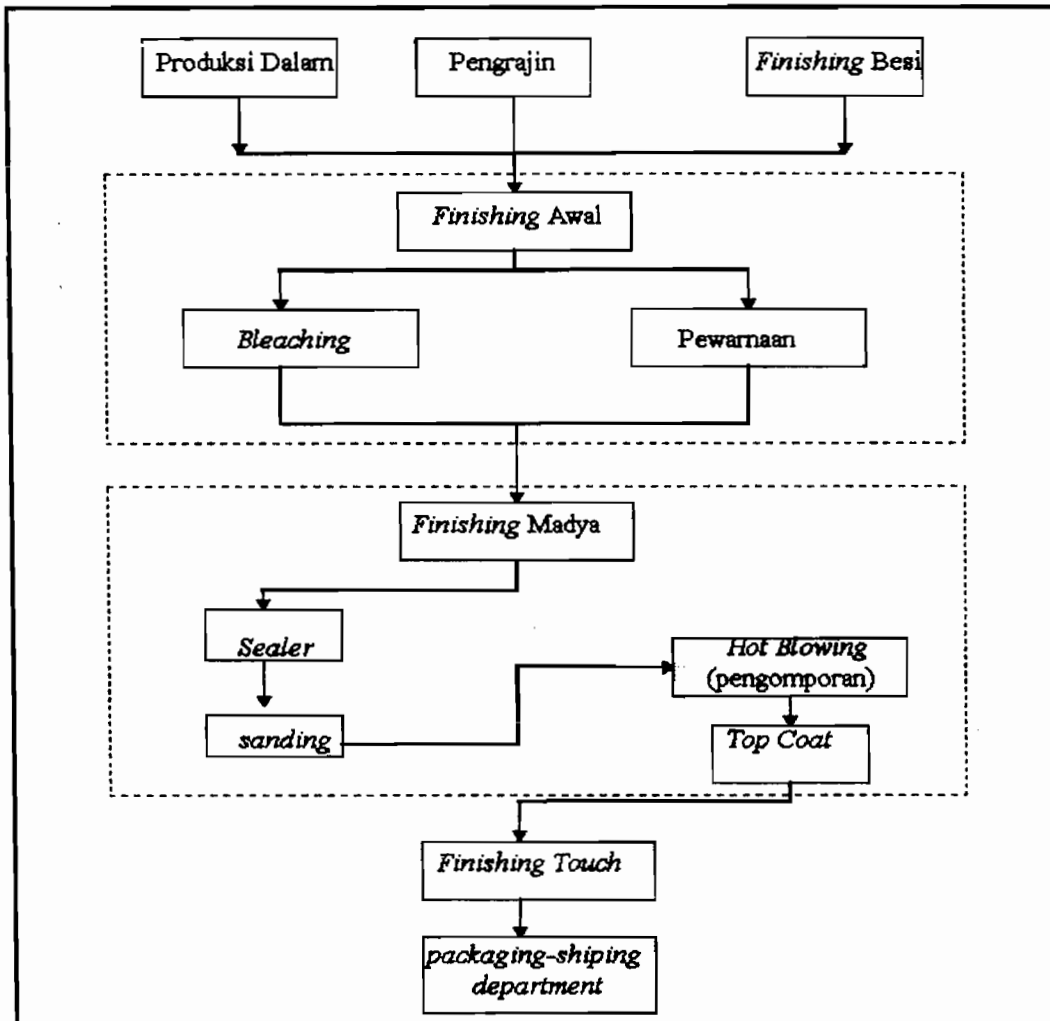 Produksi Dalam
Pengrajin
Finishing Besi
Finishing Awal
Bleaching
Pewarnaan
Finishing Madya
Sealer
sanding
Hot Blowing
(pengomporan)
Top Coat
Finishing Touch
packaging-shiping
department